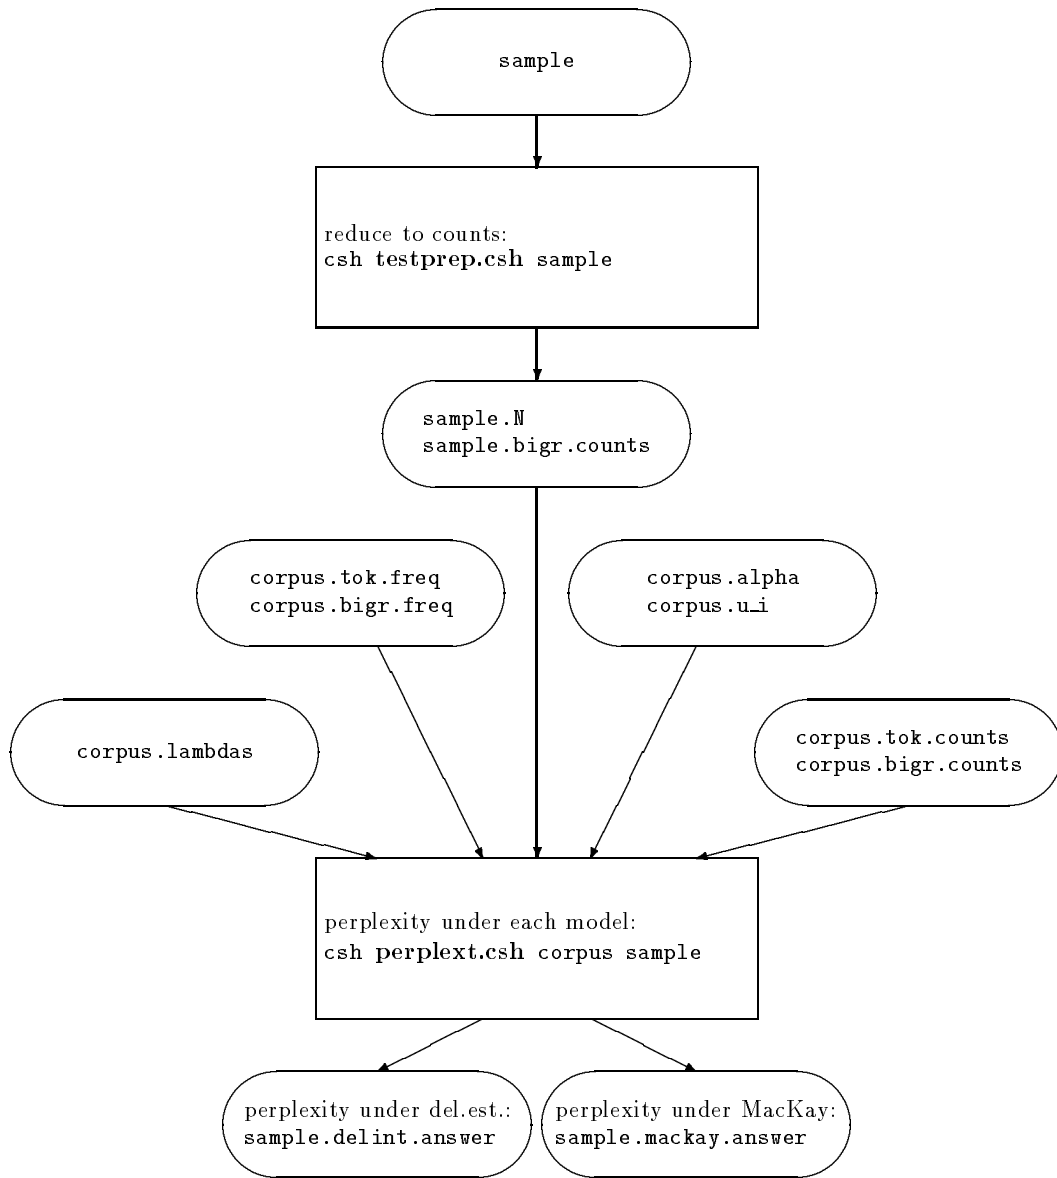 sample
reduce to counts:
csh testprep.csh sample
sample.N
sample.bigr.counts
corpus.tok.freq
corpus.bigr.freq
corpus.alpha
corpus.u_i
corpus.lambdas
corpus.tok.counts
corpus.bigr.counts
perplexity under each model:
csh perplext.csh corpus sample
perplexity under del.est.:
sample.delint.answer
perplexity under MacKay:
sample.mackay.answer